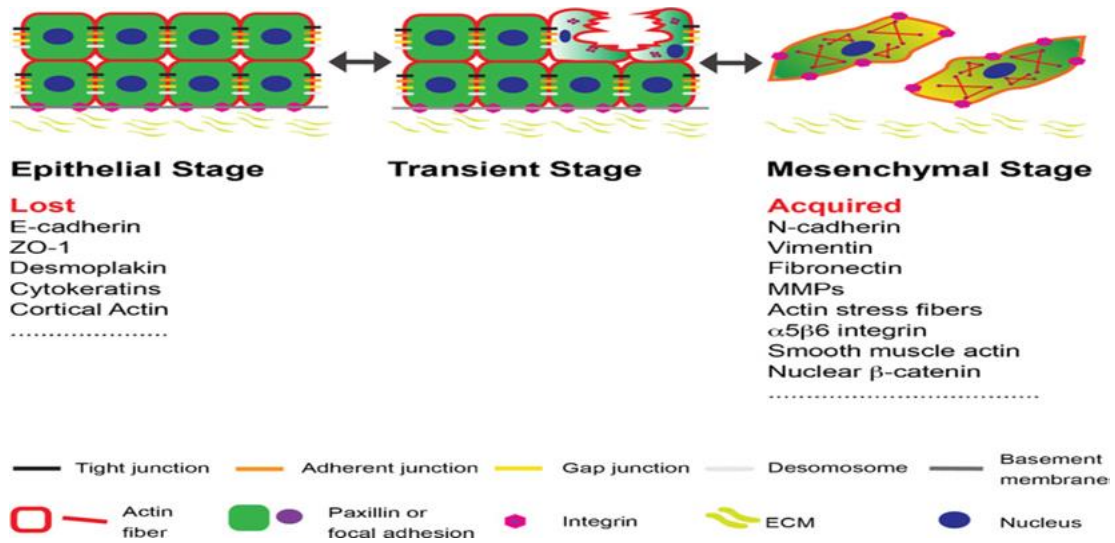 Epithelial Stage
Transient Stage
Mesenchymal Stage
Lost
E-cadherin
ZO-1
Desmoplakin
Cytokeratins
Cortical Actin
....................
Acquired
N-cadherin
Vimentin
Fibronectin
MMPs
Actin stress fibers
α5β6 integrin
Smooth muscle actin
Nuclear β-catenin
..................................
Tight junction
Adherent junction
Gap junction
Desomosome
Basement
membranes
Actin
fiber
Paxillin or
focal adhesion
Integrin
ECM
Nucleus